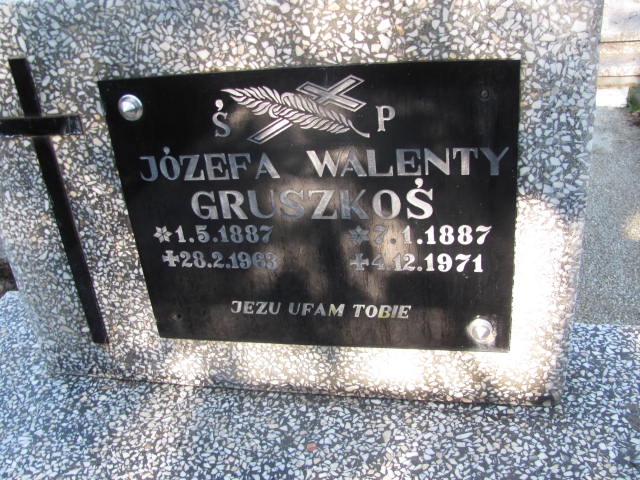 Ś P
JÓZEFA WALENTY
GRUSZKOŚ
*1.5.1887 *7.1.1887
+28.2.1963 +4.12.1971
JEZU UFAM TOBIE